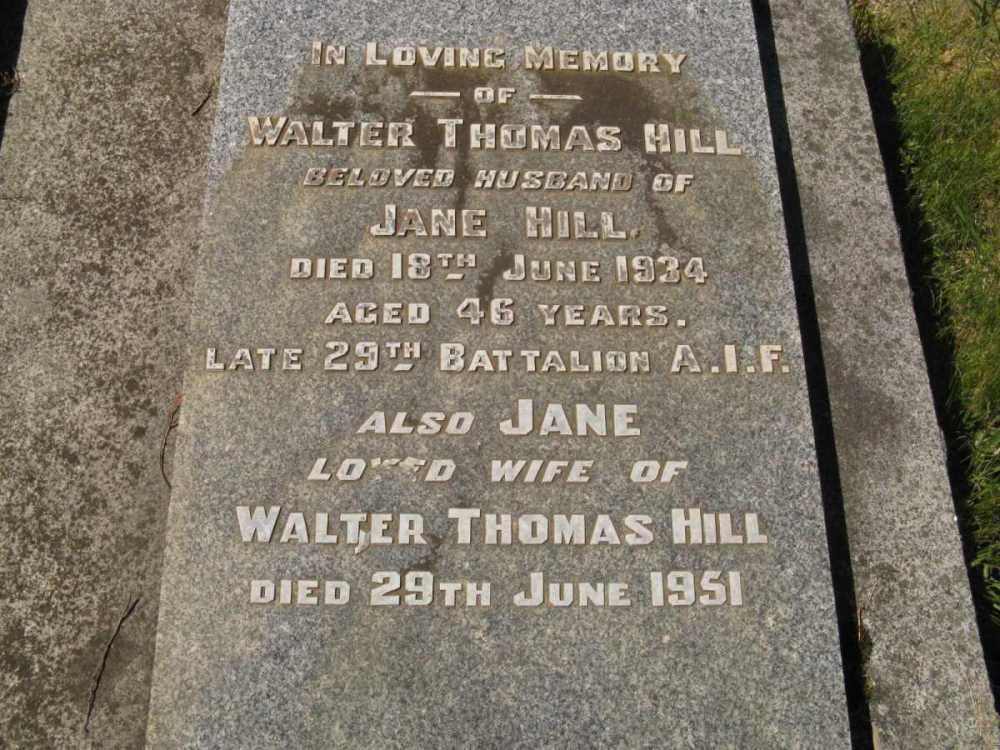 IN LOVING MEMORY
— OF —
WALTER THOMAS HILL
BELOVED HUSBAND OF
JANE HILL.
DIED 18TH JUNE 1934
AGED 46 YEARS.
LATE 29TH BATTALION A.I.F.
ALSO JANE
LOVED WIFE OF
WALTER THOMAS HILL
DIED 29TH JUNE 1951